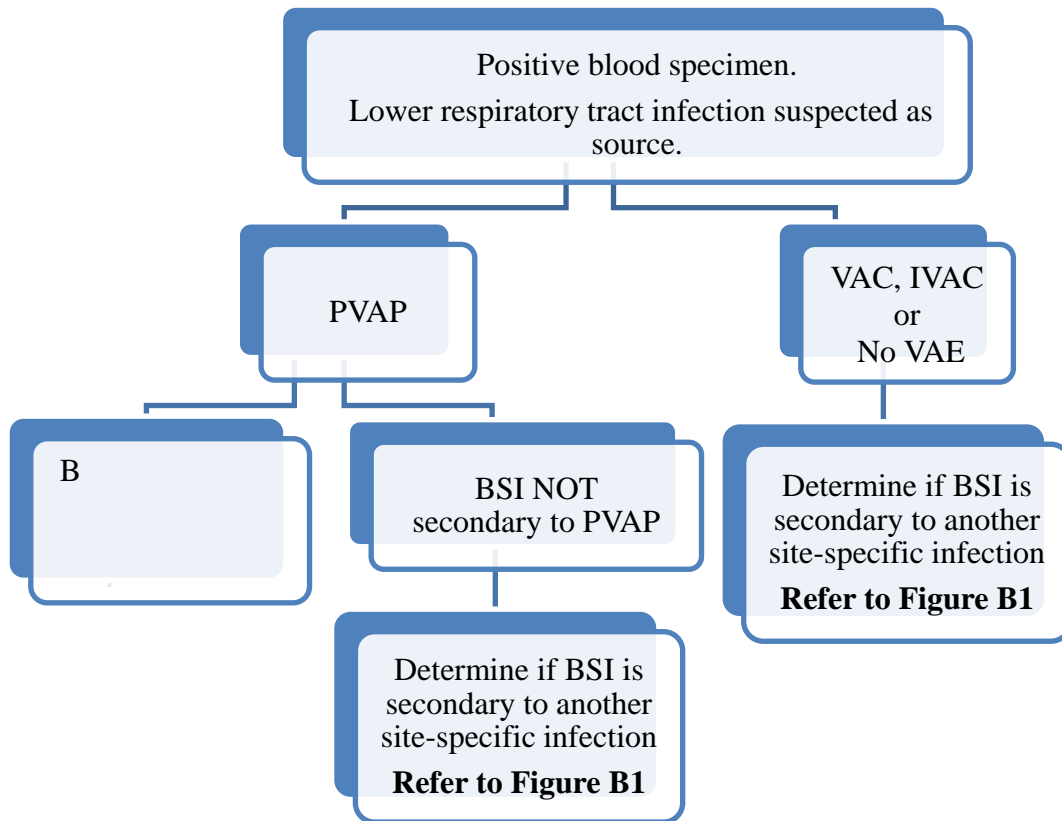 Positive blood specimen.
Lower respiratory tract infection suspected as
source.
PVAP
VAC, IVAC
or
No VAE
B
BSI NOT
secondary to PVAP
Determine if BSI is
secondary to another
site-specific infection
Refer to Figure B1
Determine if BSI is
secondary to another
site-specific infection
Refer to Figure B1